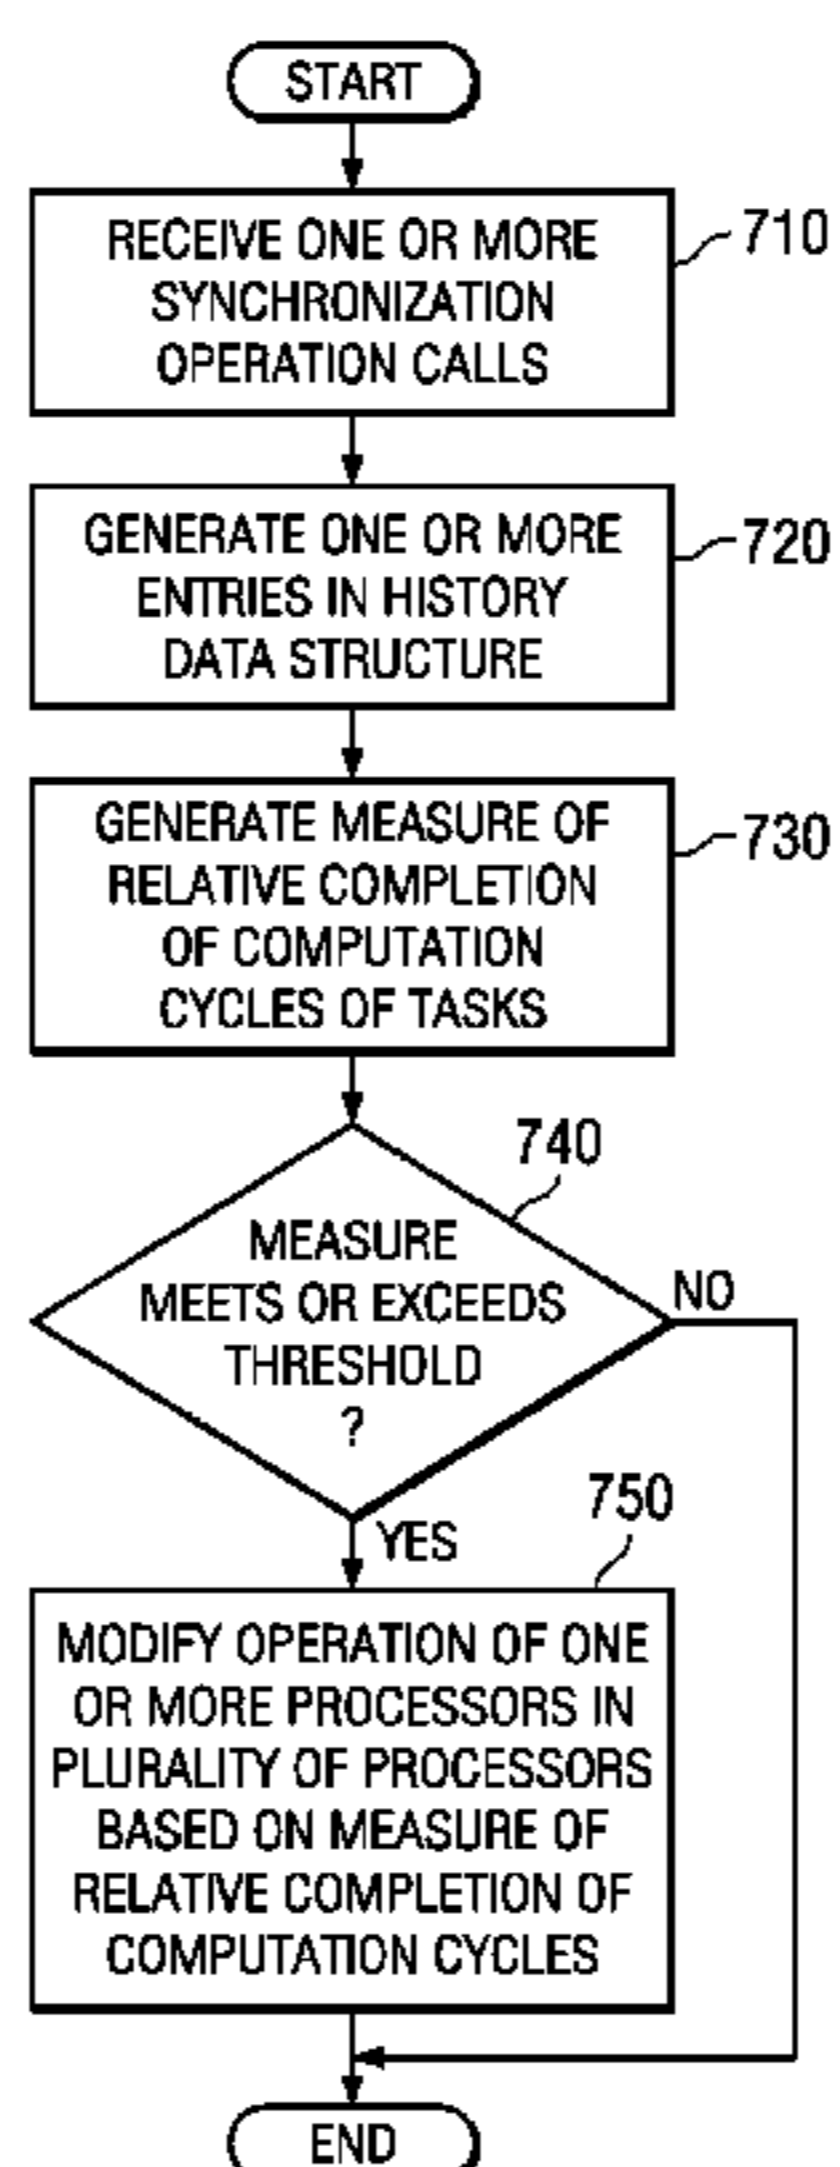 START
RECEIVE ONE OR MORE
SYNCHRONIZATION
OPERATION CALLS
710
GENERATE ONE OR MORE
ENTRIES IN HISTORY
DATA STRUCTURE
720
GENERATE MEASURE OF
RELATIVE COMPLETION
OF COMPUTATION
CYCLES OF TASKS
730
740
MEASURE
MEETS OR EXCEEDS
THRESHOLD
?
NO
YES
750
MODIFY OPERATION OF ONE
OR MORE PROCESSORS IN
PLURALITY OF PROCESSORS
BASED ON MEASURE OF
RELATIVE COMPLETION OF
COMPUTATION CYCLES
END